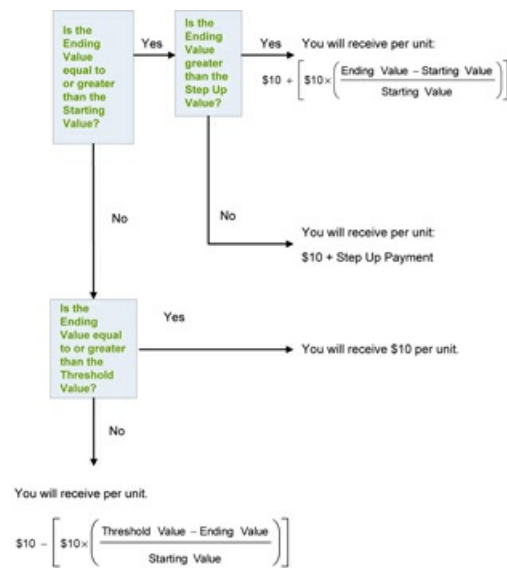 Is the
Ending
Value
equal to
or greater
than the
Starting
Value?
Yes
Is the
Ending
Value
greater
than the
Step Up
Value?
Yes
You will receive per unit:
$10 + [$10× (Ending Value – Starting Value / Starting Value)]
No
No
You will receive per unit:
$10 + Step Up Payment
Is the
Ending
Value equal
to or greater
than the
Threshold
Value?
Yes
You will receive $10 per unit.
No
You will receive per unit.
$10 – [$10× (Threshold Value – Ending Value / Starting Value)]